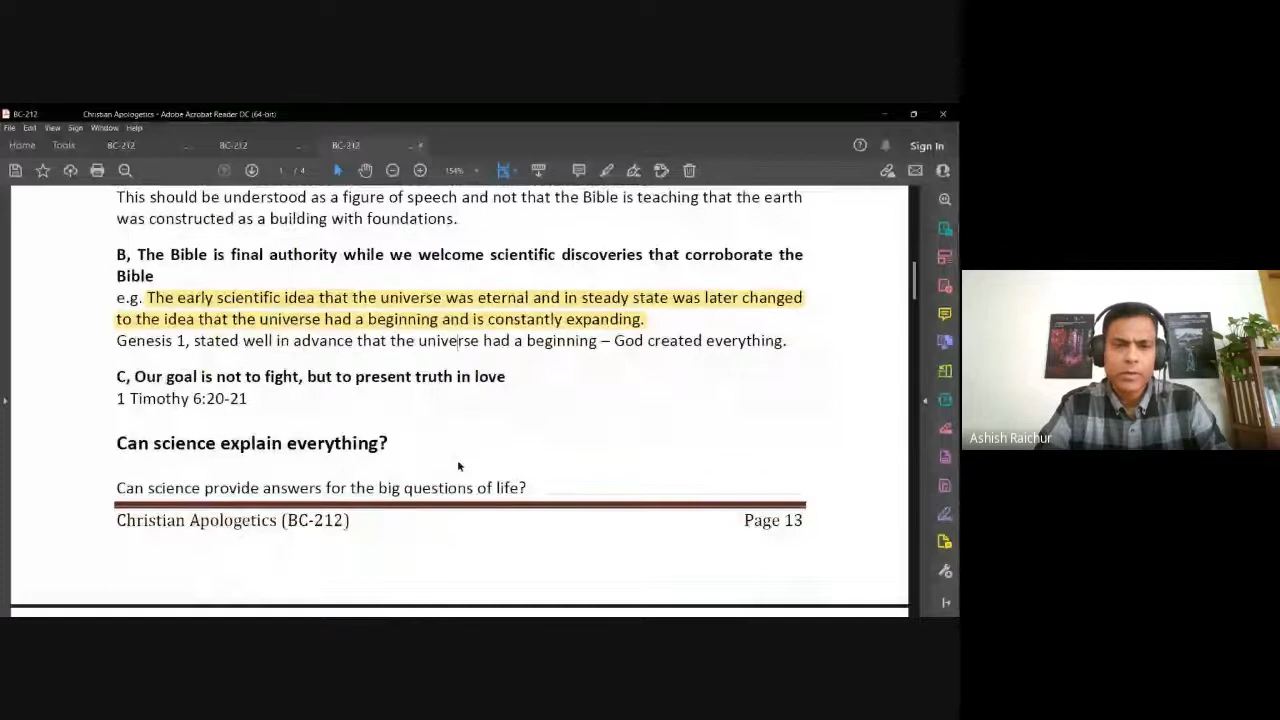 BC-212 Christian Apologetics - Adobe Acrobat Reader DC (64-bit)
File Edit View Sign Window Help
Home Tools BC-212 BC-212 BC-212 Sign In
1 / 4 154%
This should be understood as a figure of speech and not that the Bible is teaching that the earth
was constructed as a building with foundations.
B, The Bible is final authority while we welcome scientific discoveries that corroborate the
Bible
e.g. The early scientific idea that the universe was eternal and in steady state was later changed
to the idea that the universe had a beginning and is constantly expanding.
Genesis 1, stated well in advance that the universe had a beginning – God created everything.
C, Our goal is not to fight, but to present truth in love
1 Timothy 6:20-21
Can science explain everything?
Can science provide answers for the big questions of life?
Christian Apologetics (BC-212) Page 13
Ashish Raichur